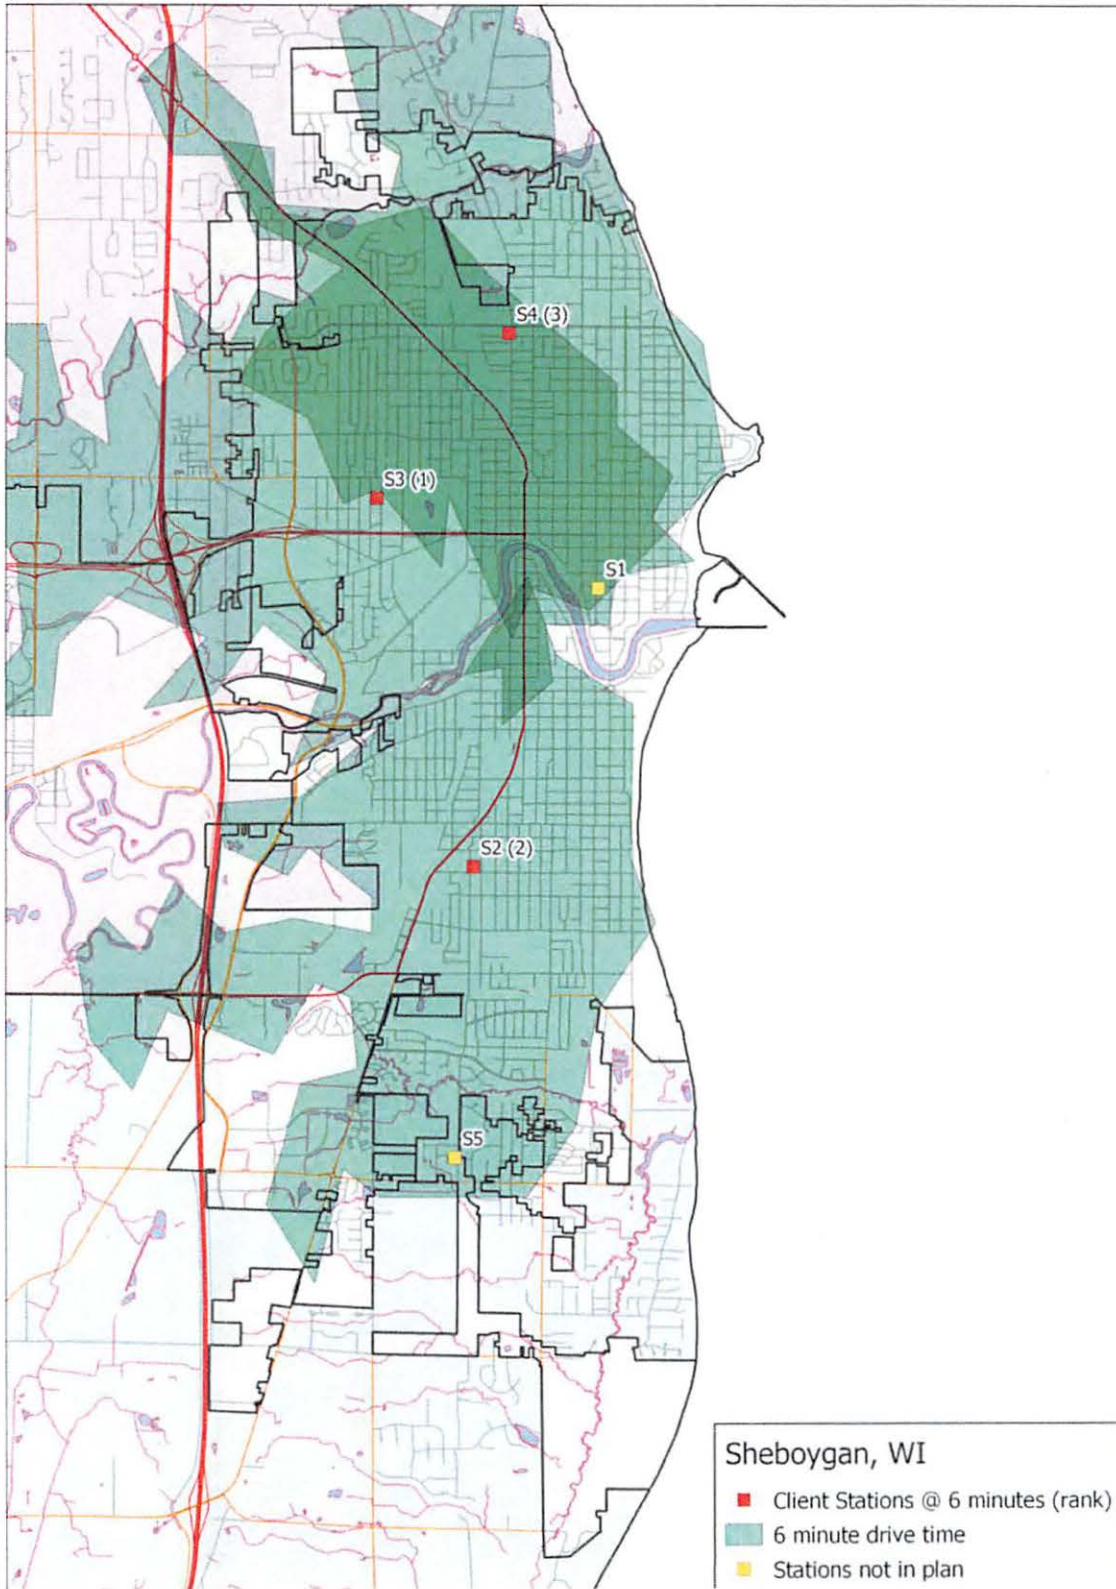 S4 (3)
S3 (1)
S1
S2 (2)
S5
Sheboygan, WI
Client Stations @ 6 minutes (rank)
6 minute drive time
Stations not in plan